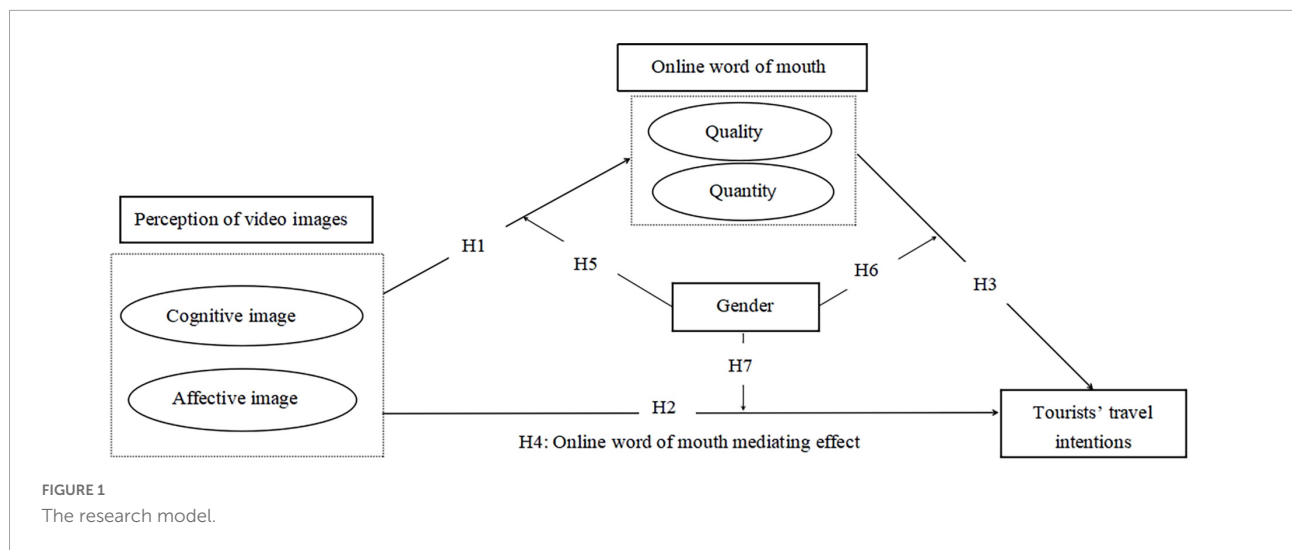 Online word of mouth
Quality
Quantity
Perception of video images
H1
H5
H6
H3
Gender
Cognitive image
H7
Affective image
H2
Tourists' travel
intentions
H4: Online word of mouth mediating effect
FIGURE 1
The research model.